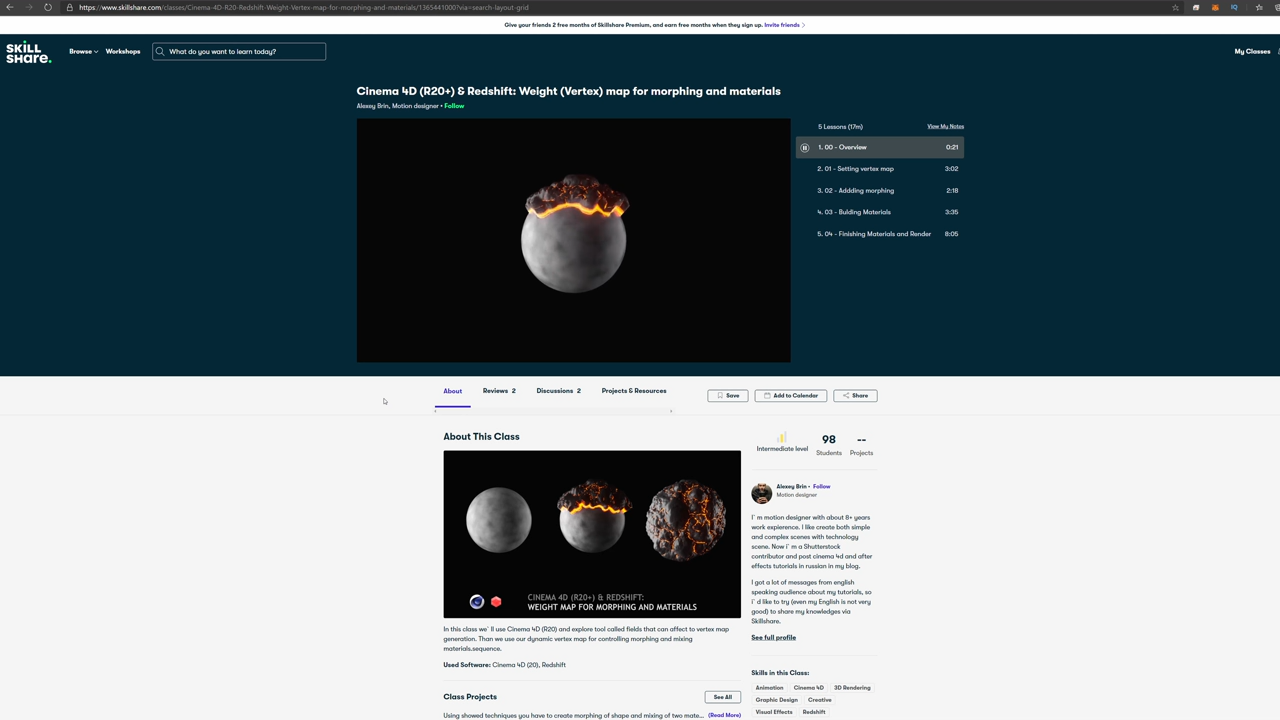 https://www.skillshare.com/classes/Cinema-4D-R20-Redshift-Weight-Vertex-map-for-morphing-and-materials/1365441000?via=search-layout-grid
Give your friends 2 free months of Skillshare Premium, and earn free months when they sign up. Invite friends
SKiLL
SHare.
Browse
Workshops
What do you want to learn today?
My Classes
Cinema 4D (R20+) & Redshift: Weight (Vertex) map for morphing and materials
Alexey Brin, Motion designer • Follow
5 Lessons (17m)
View My Notes
1. 00 - Overview 0:21
2. 01 - Setting vertex map 3:02
3. 02 - Addding morphing 2:18
4. 03 - Bulding Materials 3:35
5. 04 - Finishing Materials and Render 8:05
About
Reviews 2
Discussions 2
Projects & Resources
Save
Add to Calendar
Share
About This Class
CINEMA 4D (R20+) & REDSHIFT:
WEIGHT MAP FOR MORPHING AND MATERIALS
In this class we`ll use Cinema 4D (R20) and explore tool called fields that can affect to vertex map
generation. Than we use our dynamic vertex map for controlling morphing and mixing
materials.sequence.
Used Software: Cinema 4D (20), Redshift
Class Projects
See All
Using showed techniques you have to create morphing of shape and mixing of two mate... (Read More)
Intermediate level
98
Students
--
Projects
Alexey Brin • Follow
Motion designer
I`m motion designer with about 8+ years
work expierence. I like create both simple
and complex scenes with technology
scene. Now i`m a Shutterstock
contributor and post cinema 4d and after
effects tutorials in russian in my blog.
I got a lot of messages from english
speaking audience about my tutorials, so
i`d like to try (even my English is not very
good) to share my knowledges via
Skillshare.
See full profile
Skills in this Class:
Animation
Cinema 4D
3D Rendering
Graphic Design
Creative
Visual Effects
Redshift